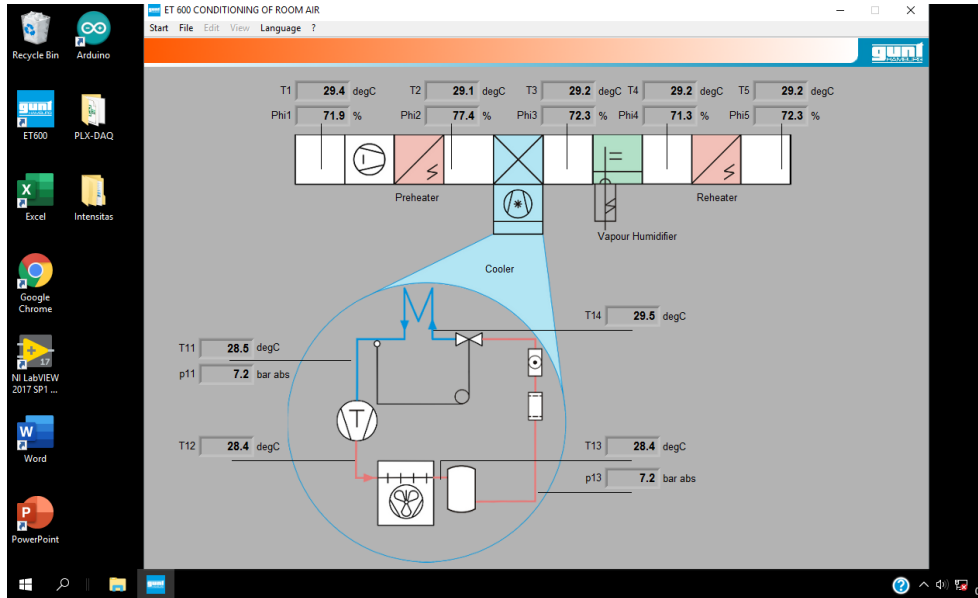 ET 600 CONDITIONING OF ROOM AIR
Start File Edit View Language ?
gunt
HAMBURG
Recycle Bin
Arduino
gunt
ET600
PLX-DAQ
Excel
Intensitas
Google
Chrome
17
NI LabVIEW
2017 SP1 ...
W
Word
P
PowerPoint
T1 29.4 degC T2 29.1 degC T3 29.2 degC T4 29.2 degC T5 29.2 degC
Phi1 71.9 % Phi2 77.4 % Phi3 72.3 % Phi4 71.3 % Phi5 72.3 %
Preheater
Reheater
Vapour Humidifier
Cooler
T14 29.5 degC
T11 28.5 degC
p11 7.2 bar abs
T
T12 28.4 degC
T13 28.4 degC
p13 7.2 bar abs
gunt